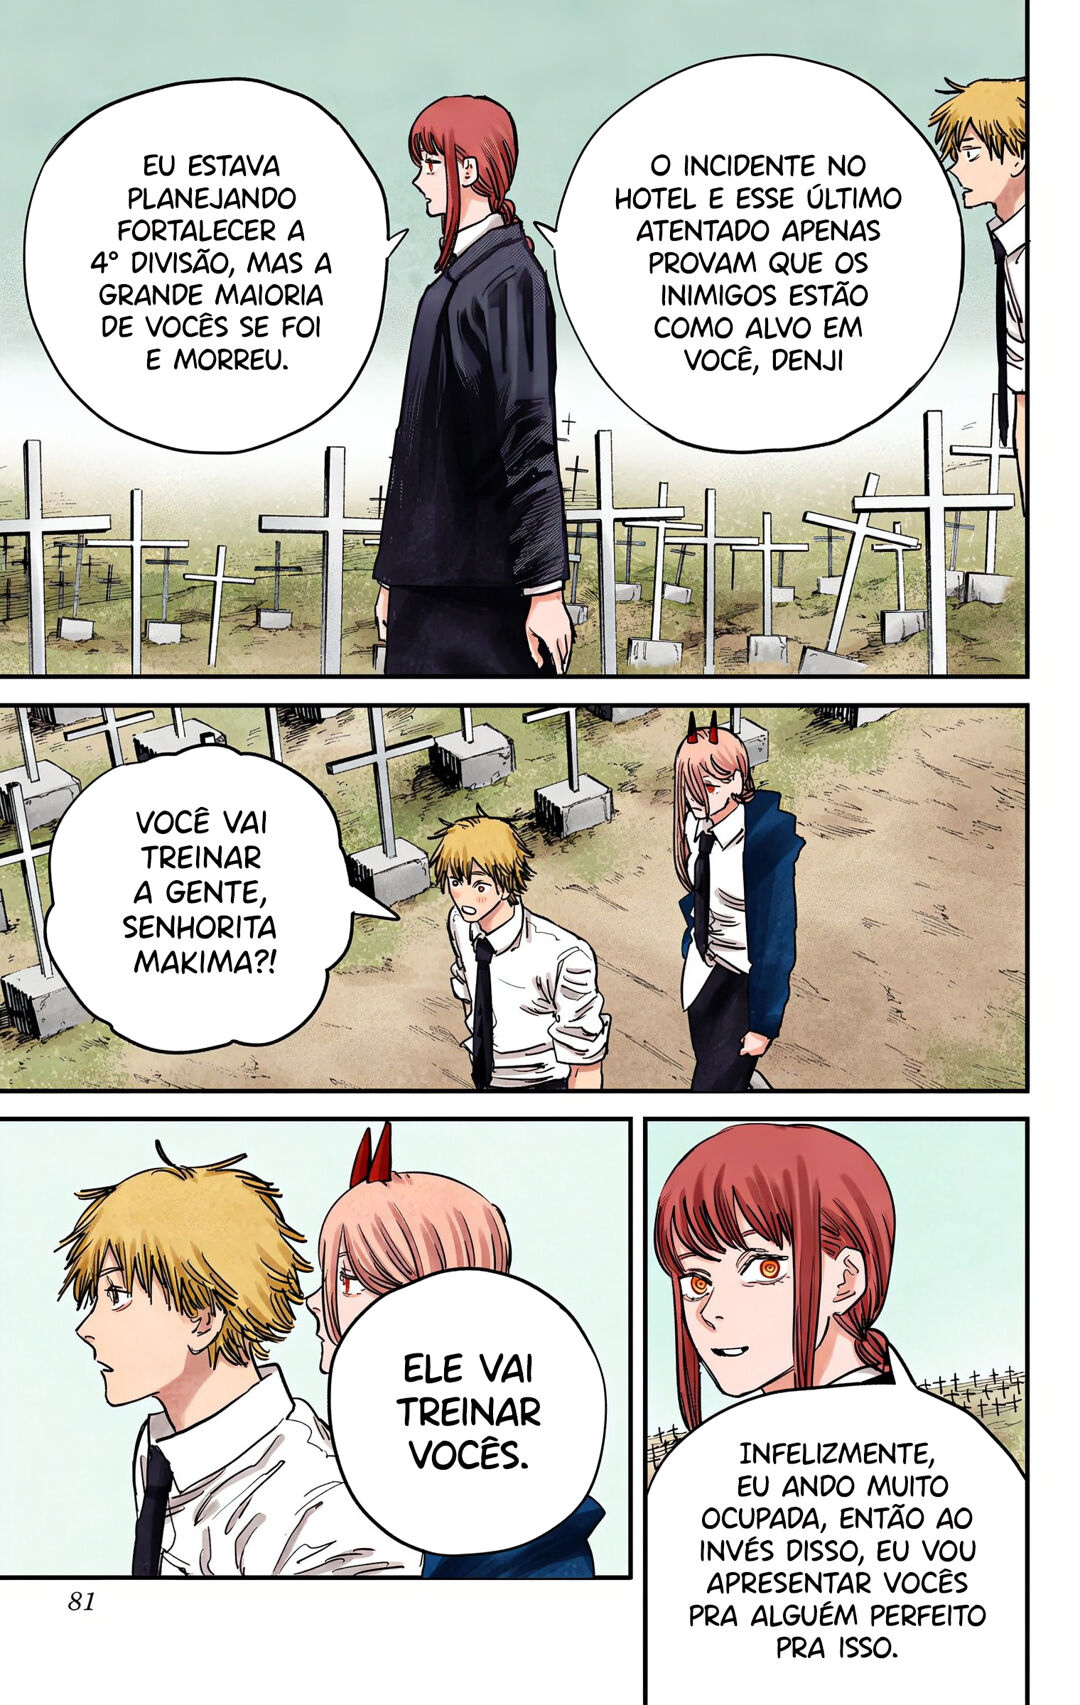 O INCIDENTE NO
HOTEL E ESSE ÚLTIMO
ATENTADO APENAS
PROVAM QUE OS
INIMIGOS ESTÃO
COMO ALVO EM
VOCÊ, DENJI
EU ESTAVA
PLANEJANDO
FORTALECER A
4° DIVISÃO, MAS A
GRANDE MAIORIA
DE VOCÊS SE FOI
E MORREU.
VOCÊ VAI
TREINAR
A GENTE,
SENHORITA
MAKIMA?!
INFELIZMENTE,
EU ANDO MUITO
OCUPADA, ENTÃO AO
INVÉS DISSO, EU VOU
APRESENTAR VOCÊS
PRA ALGUÉM PERFEITO
PRA ISSO.
ELE VAI
TREINAR
VOCÊS.
81